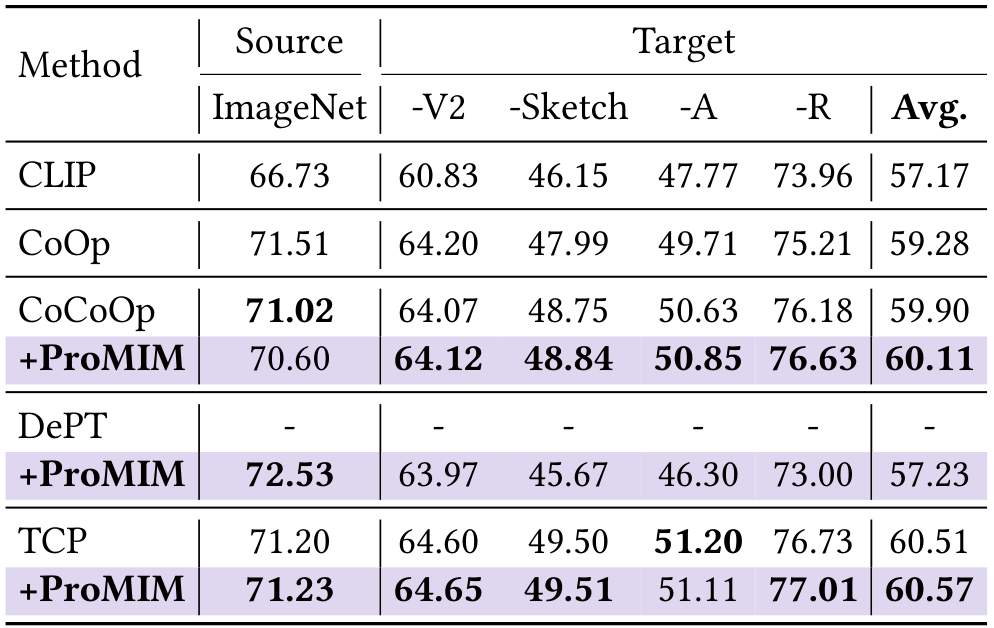 Method Source Target
ImageNet -V2 -Sketch -A -R Avg.
CLIP 66.73 60.83 46.15 47.77 73.96 57.17
CoOp 71.51 64.20 47.99 49.71 75.21 59.28
CoCoOp 71.02 64.07 48.75 50.63 76.18 59.90
+ProMIM 70.60 64.12 48.84 50.85 76.63 60.11
DePT - - - - - -
+ProMIM 72.53 63.97 45.67 46.30 73.00 57.23
TCP 71.20 64.60 49.50 51.20 76.73 60.51
+ProMIM 71.23 64.65 49.51 51.11 77.01 60.57